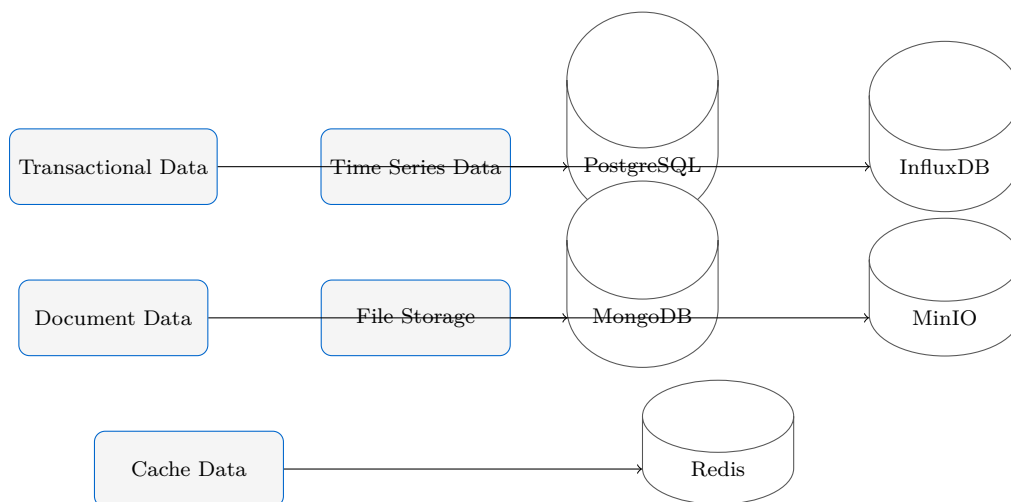 Transactional Data
Time Series Data
PostgreSQL
InfluxDB
Document Data
File Storage
MongoDB
MinIO
Cache Data
Redis